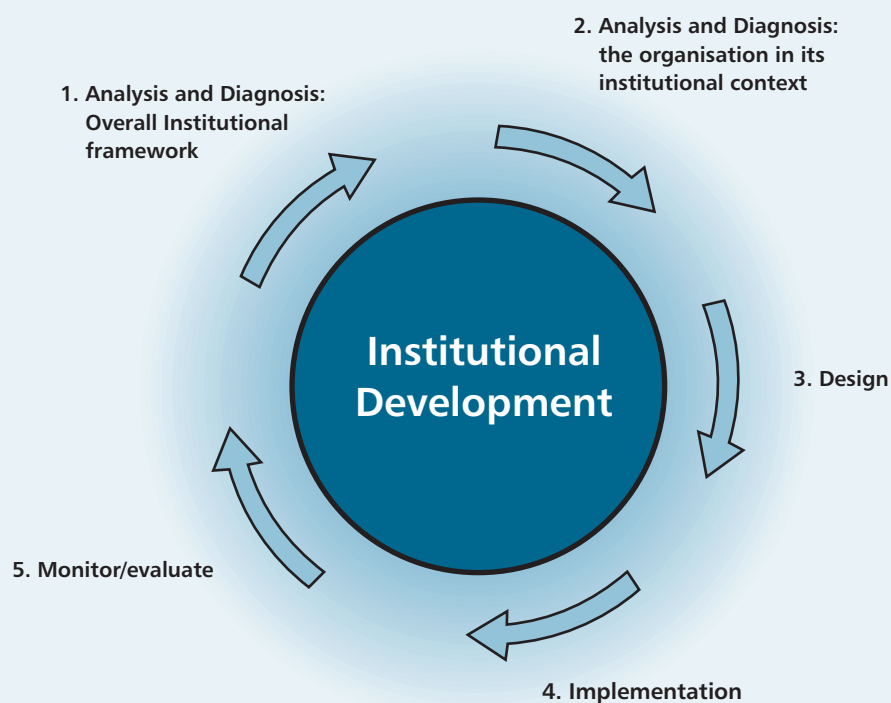 1. Analysis and Diagnosis:
Overall Institutional
framework
2. Analysis and Diagnosis:
the organisation in its
institutional context
3. Design
4. Implementation
5. Monitor/evaluate
Institutional
Development